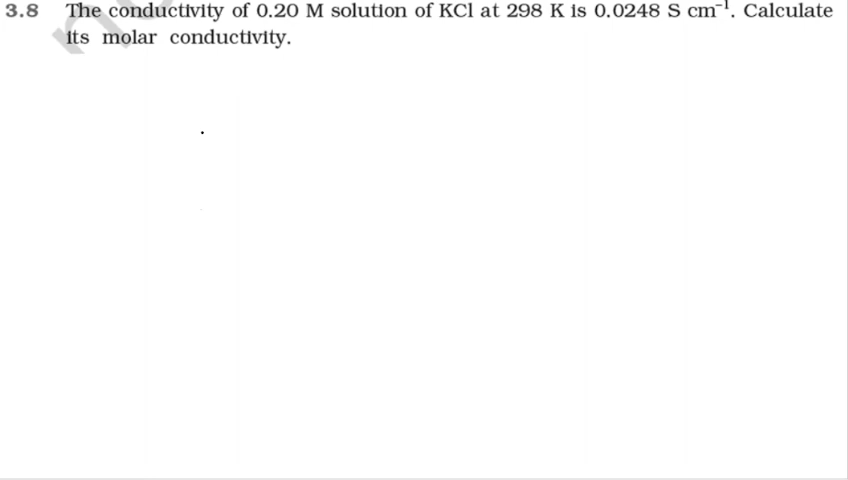 3.8 The conductivity of 0.20 M solution of KCl at 298 K is 0.0248 S cm⁻¹. Calculate
its molar conductivity.